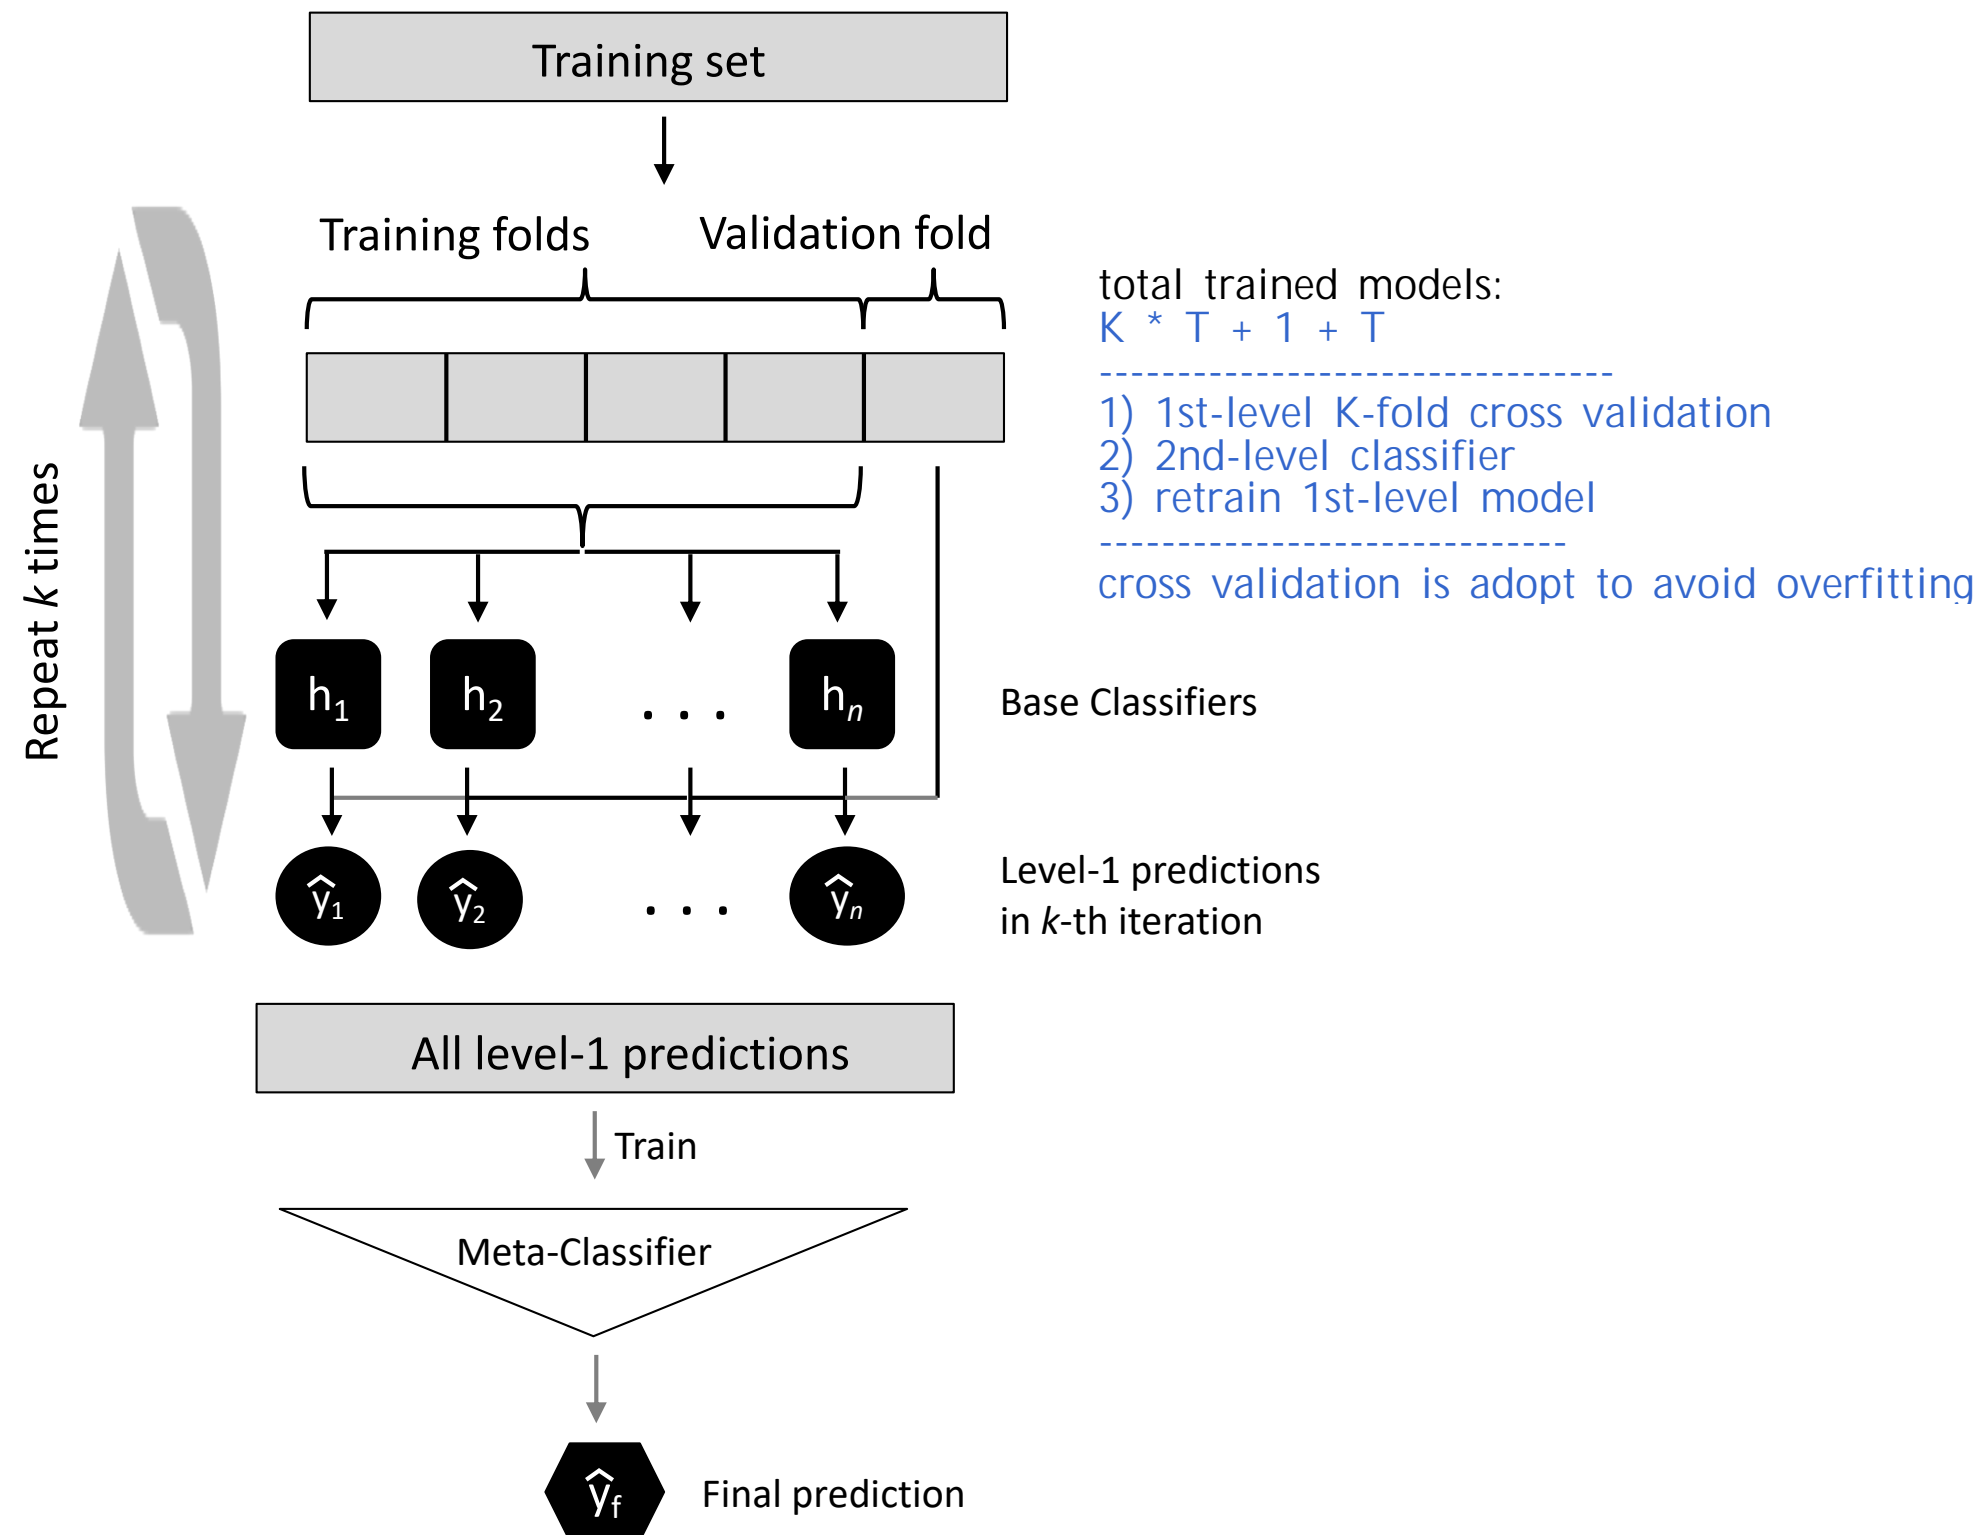 Training set
Training folds
Validation fold
total trained models:
K * T + 1 + T
---------------------------------
1) 1st-level K-fold cross validation
2) 2nd-level classifier
3) retrain 1st-level model
------------------------------
cross validation is adopt to avoid overfitting
Repeat k times
h1
h2
. . .
hn
Base Classifiers
ŷ1
ŷ2
. . .
ŷn
Level-1 predictions
in k-th iteration
All level-1 predictions
Train
Meta-Classifier
ŷf
Final prediction